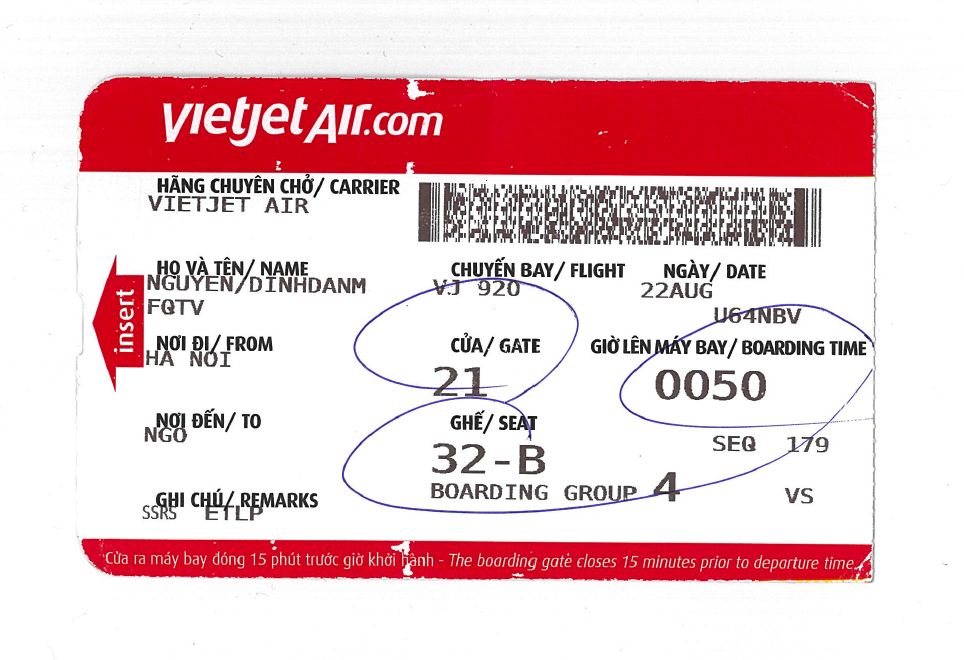 vietjetAir.com
HÃNG CHUYÊN CHỞ/ CARRIER
VIETJET AIR
HỌ VÀ TÊN/ NAME
NGUYEN/DINHDANM
FQTV
CHUYẾN BAY/ FLIGHT
VJ 920
NGÀY/ DATE
22AUG
U64NBV
insert
NƠI ĐI/ FROM
HA NOI
CỬA/ GATE
21
GIỜ LÊN MÁY BAY/ BOARDING TIME
0050
NƠI ĐẾN/ TO
NGO
GHẾ/ SEAT
32-B
SEQ 179
BOARDING GROUP 4
VS
GHI CHÚ/ REMARKS
SSRS ETLP
Cửa ra máy bay đóng 15 phút trước giờ khởi hành - The boarding gate closes 15 minutes prior to departure time.